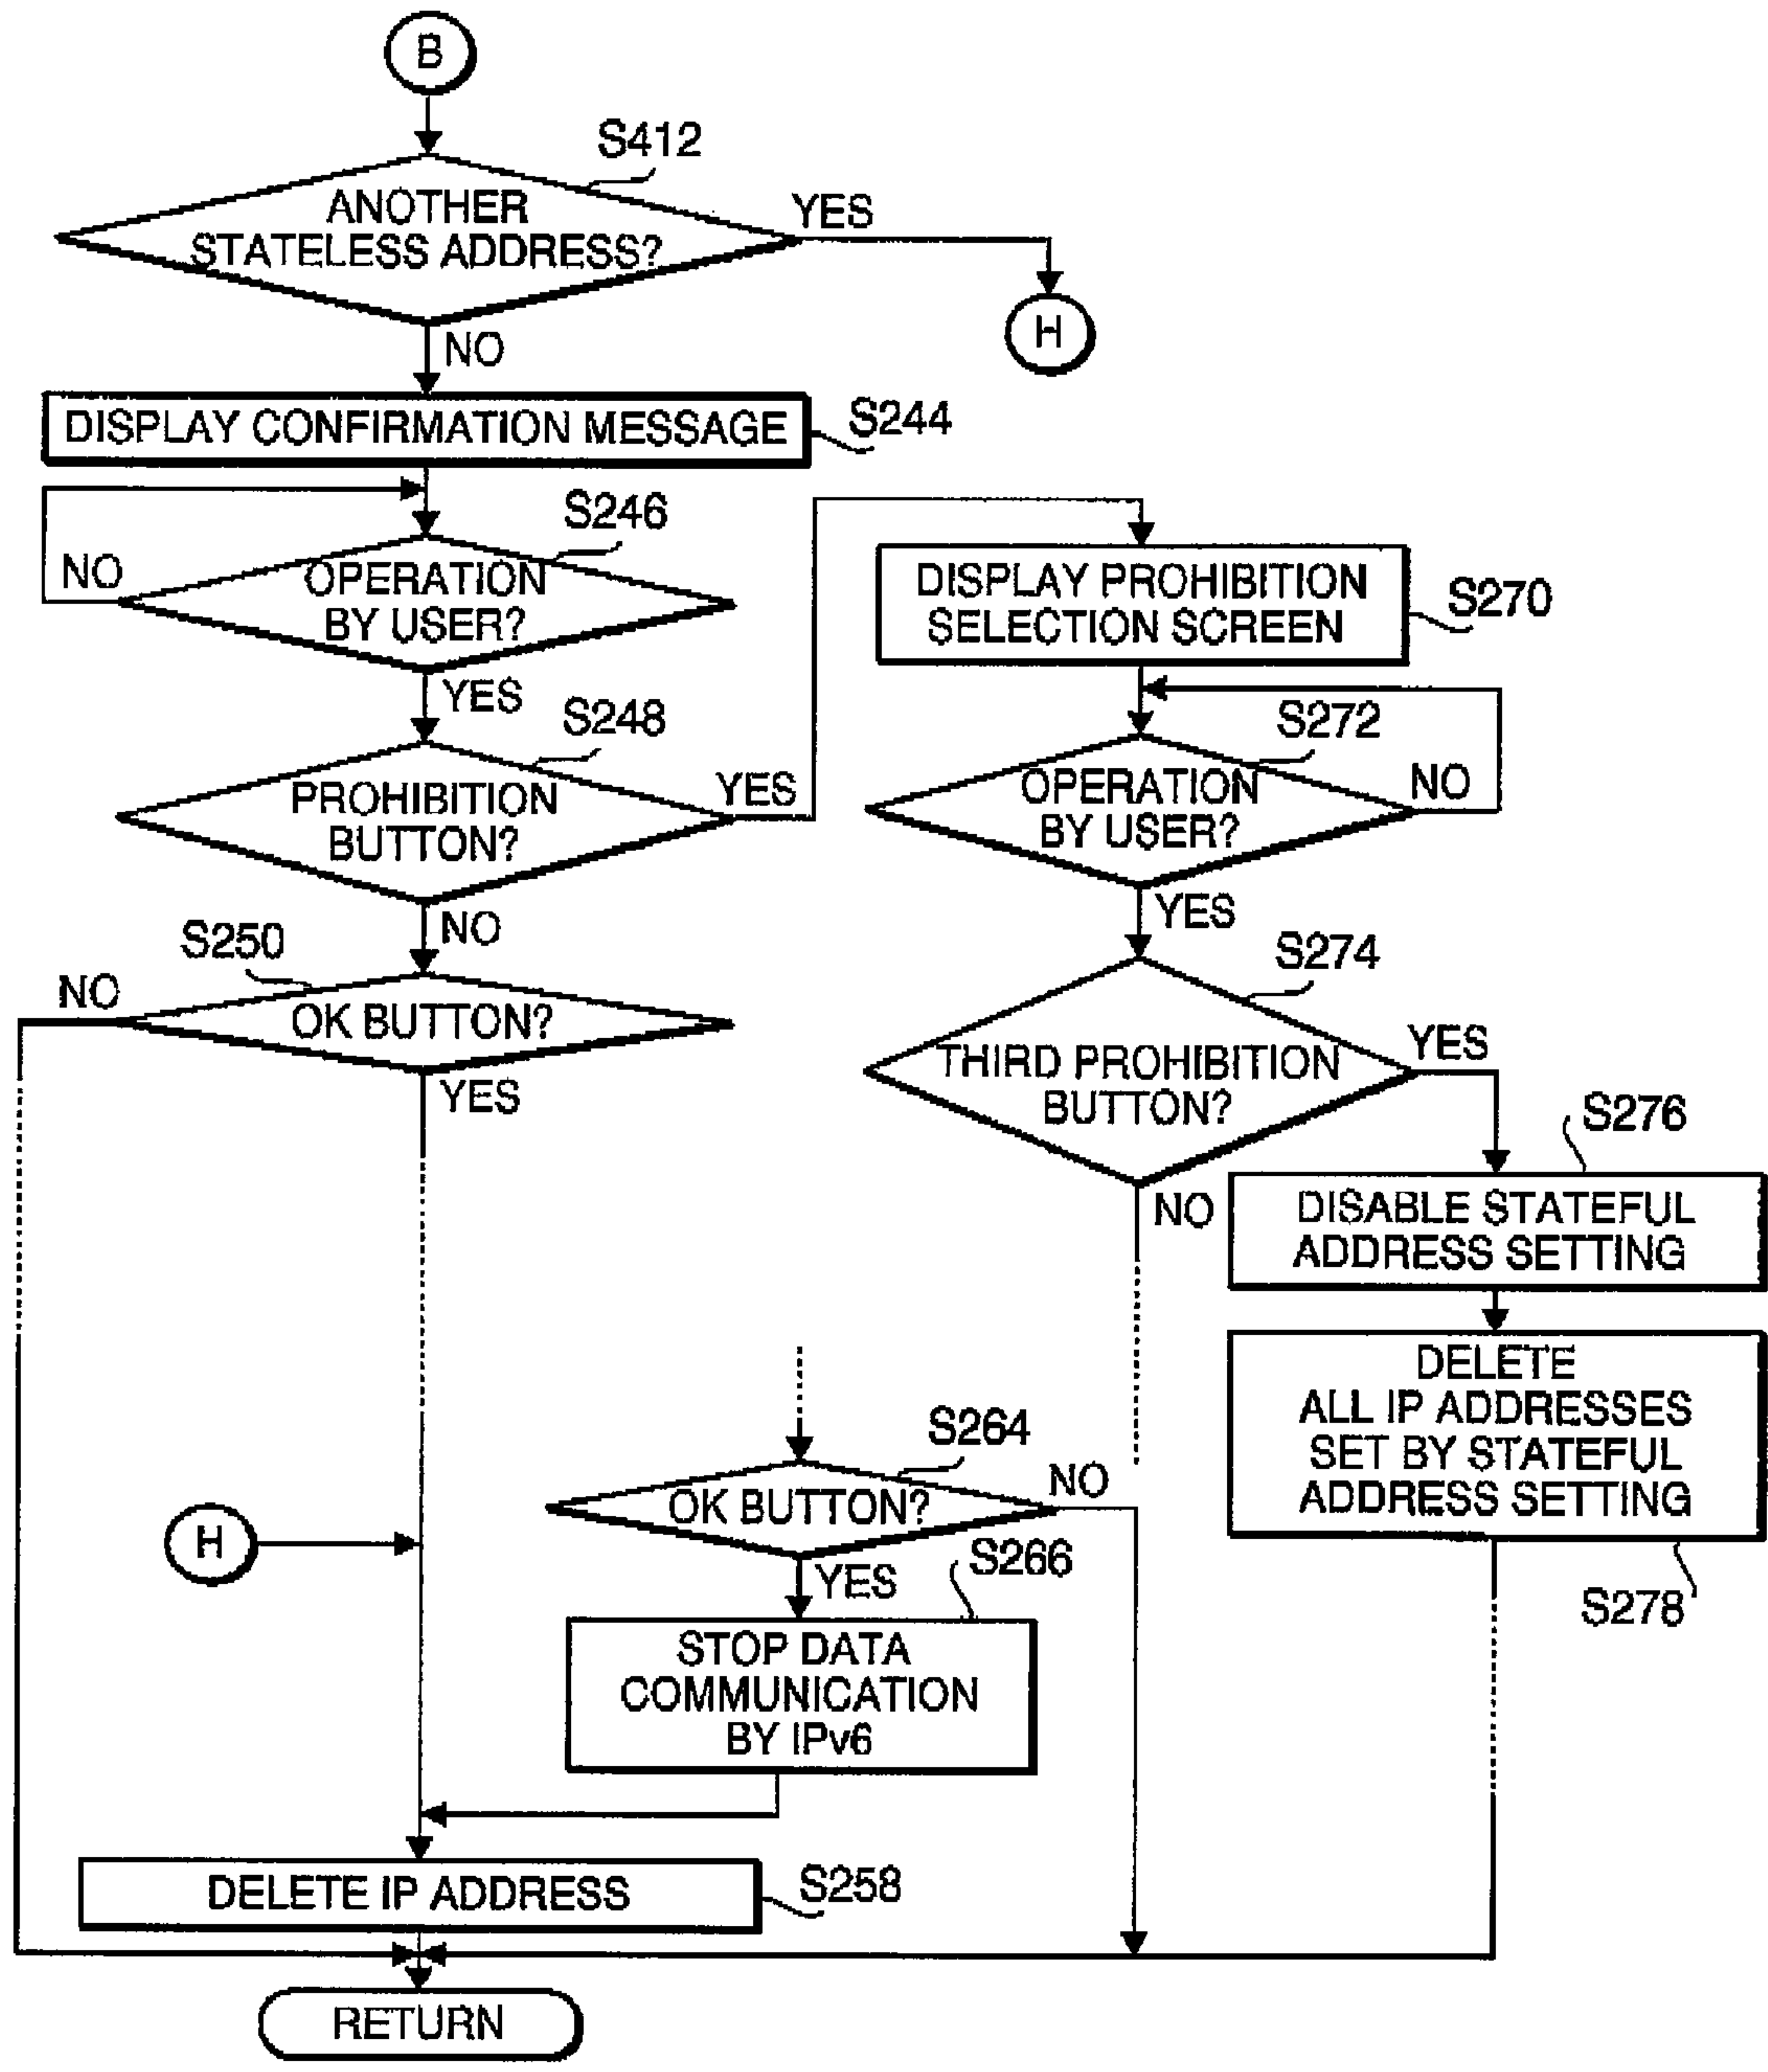 B
S412
ANOTHER
STATELESS ADDRESS?
YES
H
NO
DISPLAY CONFIRMATION MESSAGE
S244
S246
NO
OPERATION
BY USER?
YES
S248
PROHIBITION
BUTTON?
YES
NO
S250
NO
OK BUTTON?
YES
DISPLAY PROHIBITION
SELECTION SCREEN
S270
S272
OPERATION
BY USER?
NO
YES
S274
THIRD PROHIBITION
BUTTON?
YES
NO
S276
DISABLE STATEFUL
ADDRESS SETTING
DELETE
ALL IP ADDRESSES
SET BY STATEFUL
ADDRESS SETTING
S278
S264
OK BUTTON?
NO
YES
S266
STOP DATA
COMMUNICATION
BY IPv6
H
DELETE IP ADDRESS
S258
RETURN